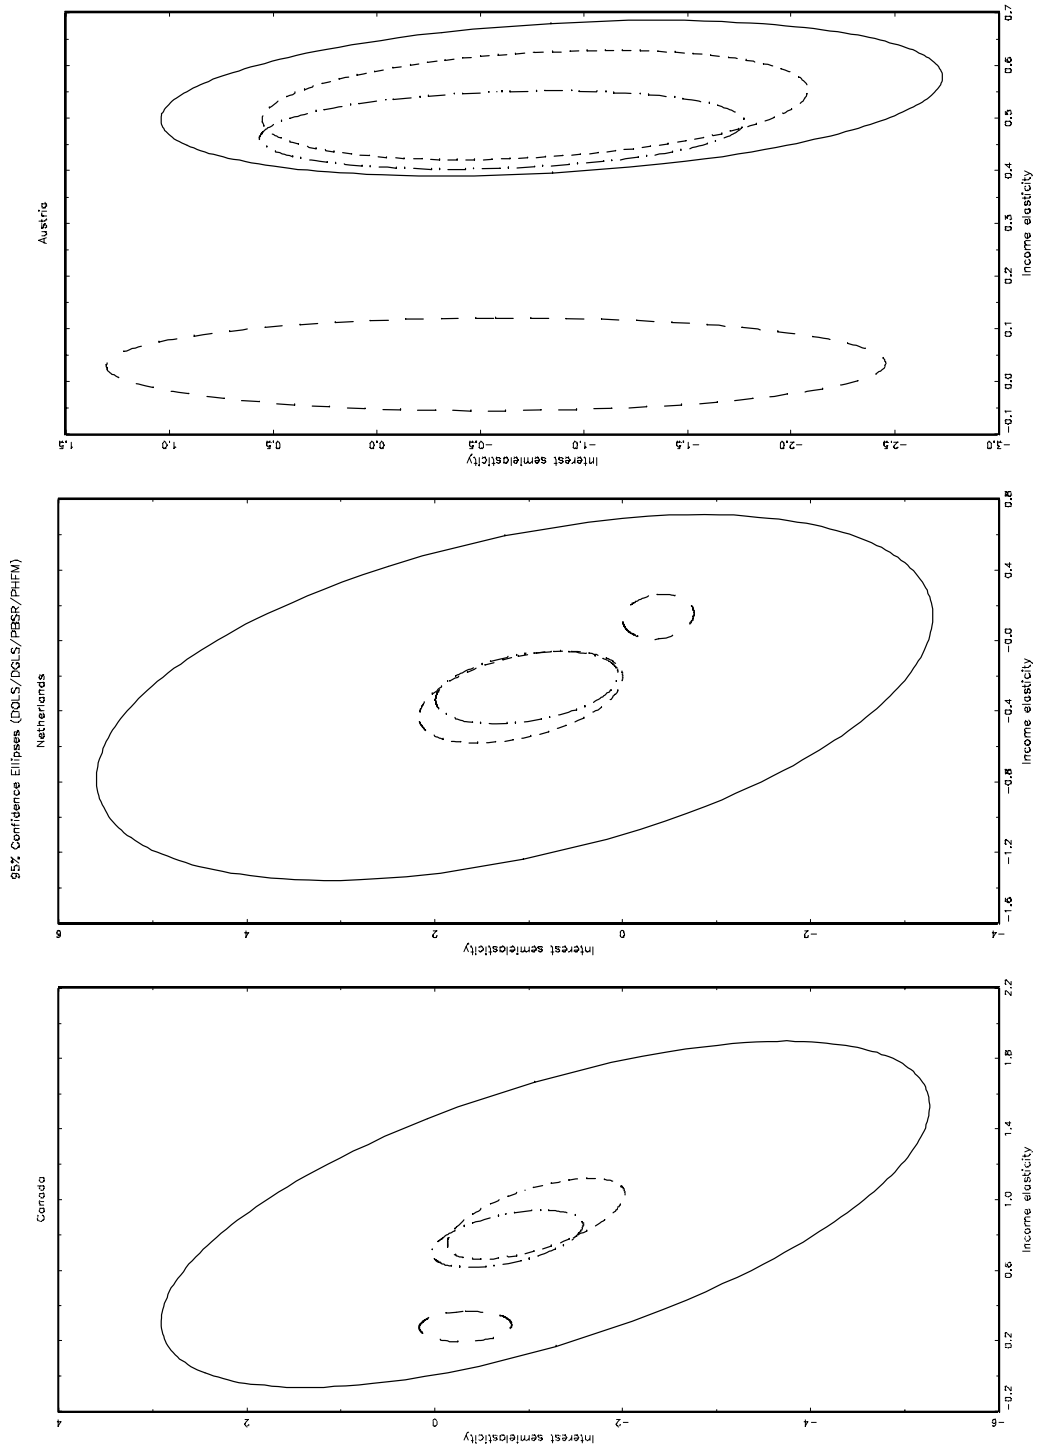 95% Confidence Ellipses (DOLS/DGLS/PBSR/PHFM)
Canada
Interest semielasticity
4
2
0
-2
-4
-6
-0.2 0.2 0.6 1.0 1.4 1.8 2.2
Income elasticity
Netherlands
Interest semielasticity
6
4
2
0
-2
-4
-1.6 -1.2 -0.8 -0.4 -0.0 0.4 0.8
Income elasticity
Austria
Interest semielasticity
1.5
1.0
0.5
0.0
-0.5
-1.0
-1.5
-2.0
-2.5
-3.0
-0.1 0.0 0.1 0.2 0.3 0.4 0.5 0.6 0.7
Income elasticity